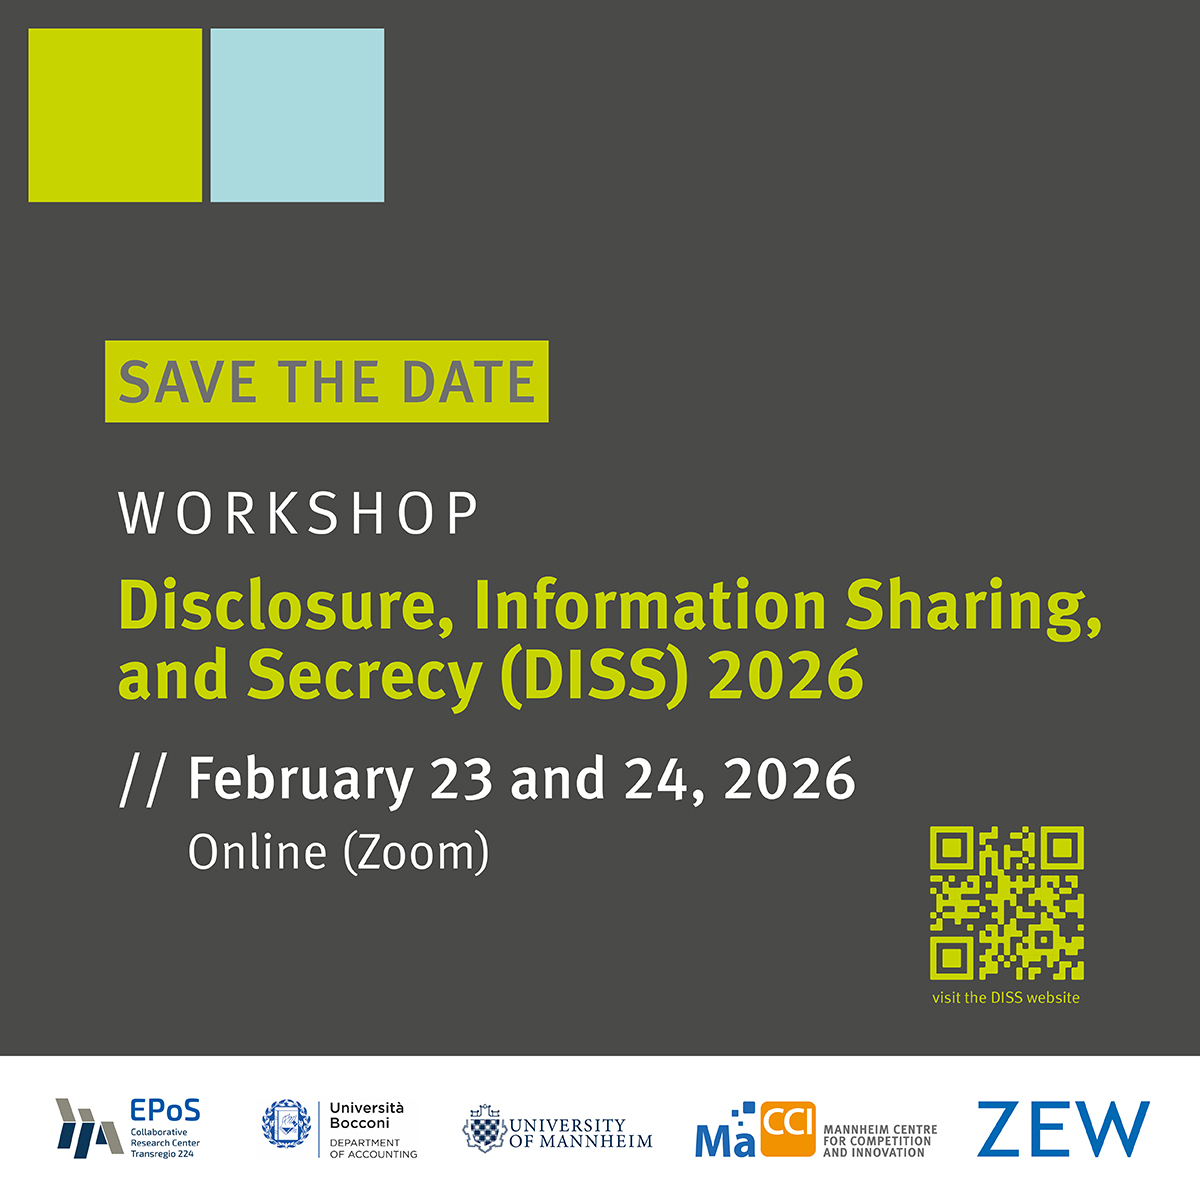 SAVE THE DATE
WORKSHOP
Disclosure, Information Sharing,
and Secrecy (DISS) 2026
// February 23 and 24, 2026
Online (Zoom)
visit the DISS website
EPoS
Collaborative
Research Center
Transregio 224
Università
Bocconi
DEPARTMENT
OF ACCOUNTING
UNIVERSITY
OF MANNHEIM
MaCCI
MANNHEIM CENTRE
FOR COMPETITION
AND INNOVATION
ZEW